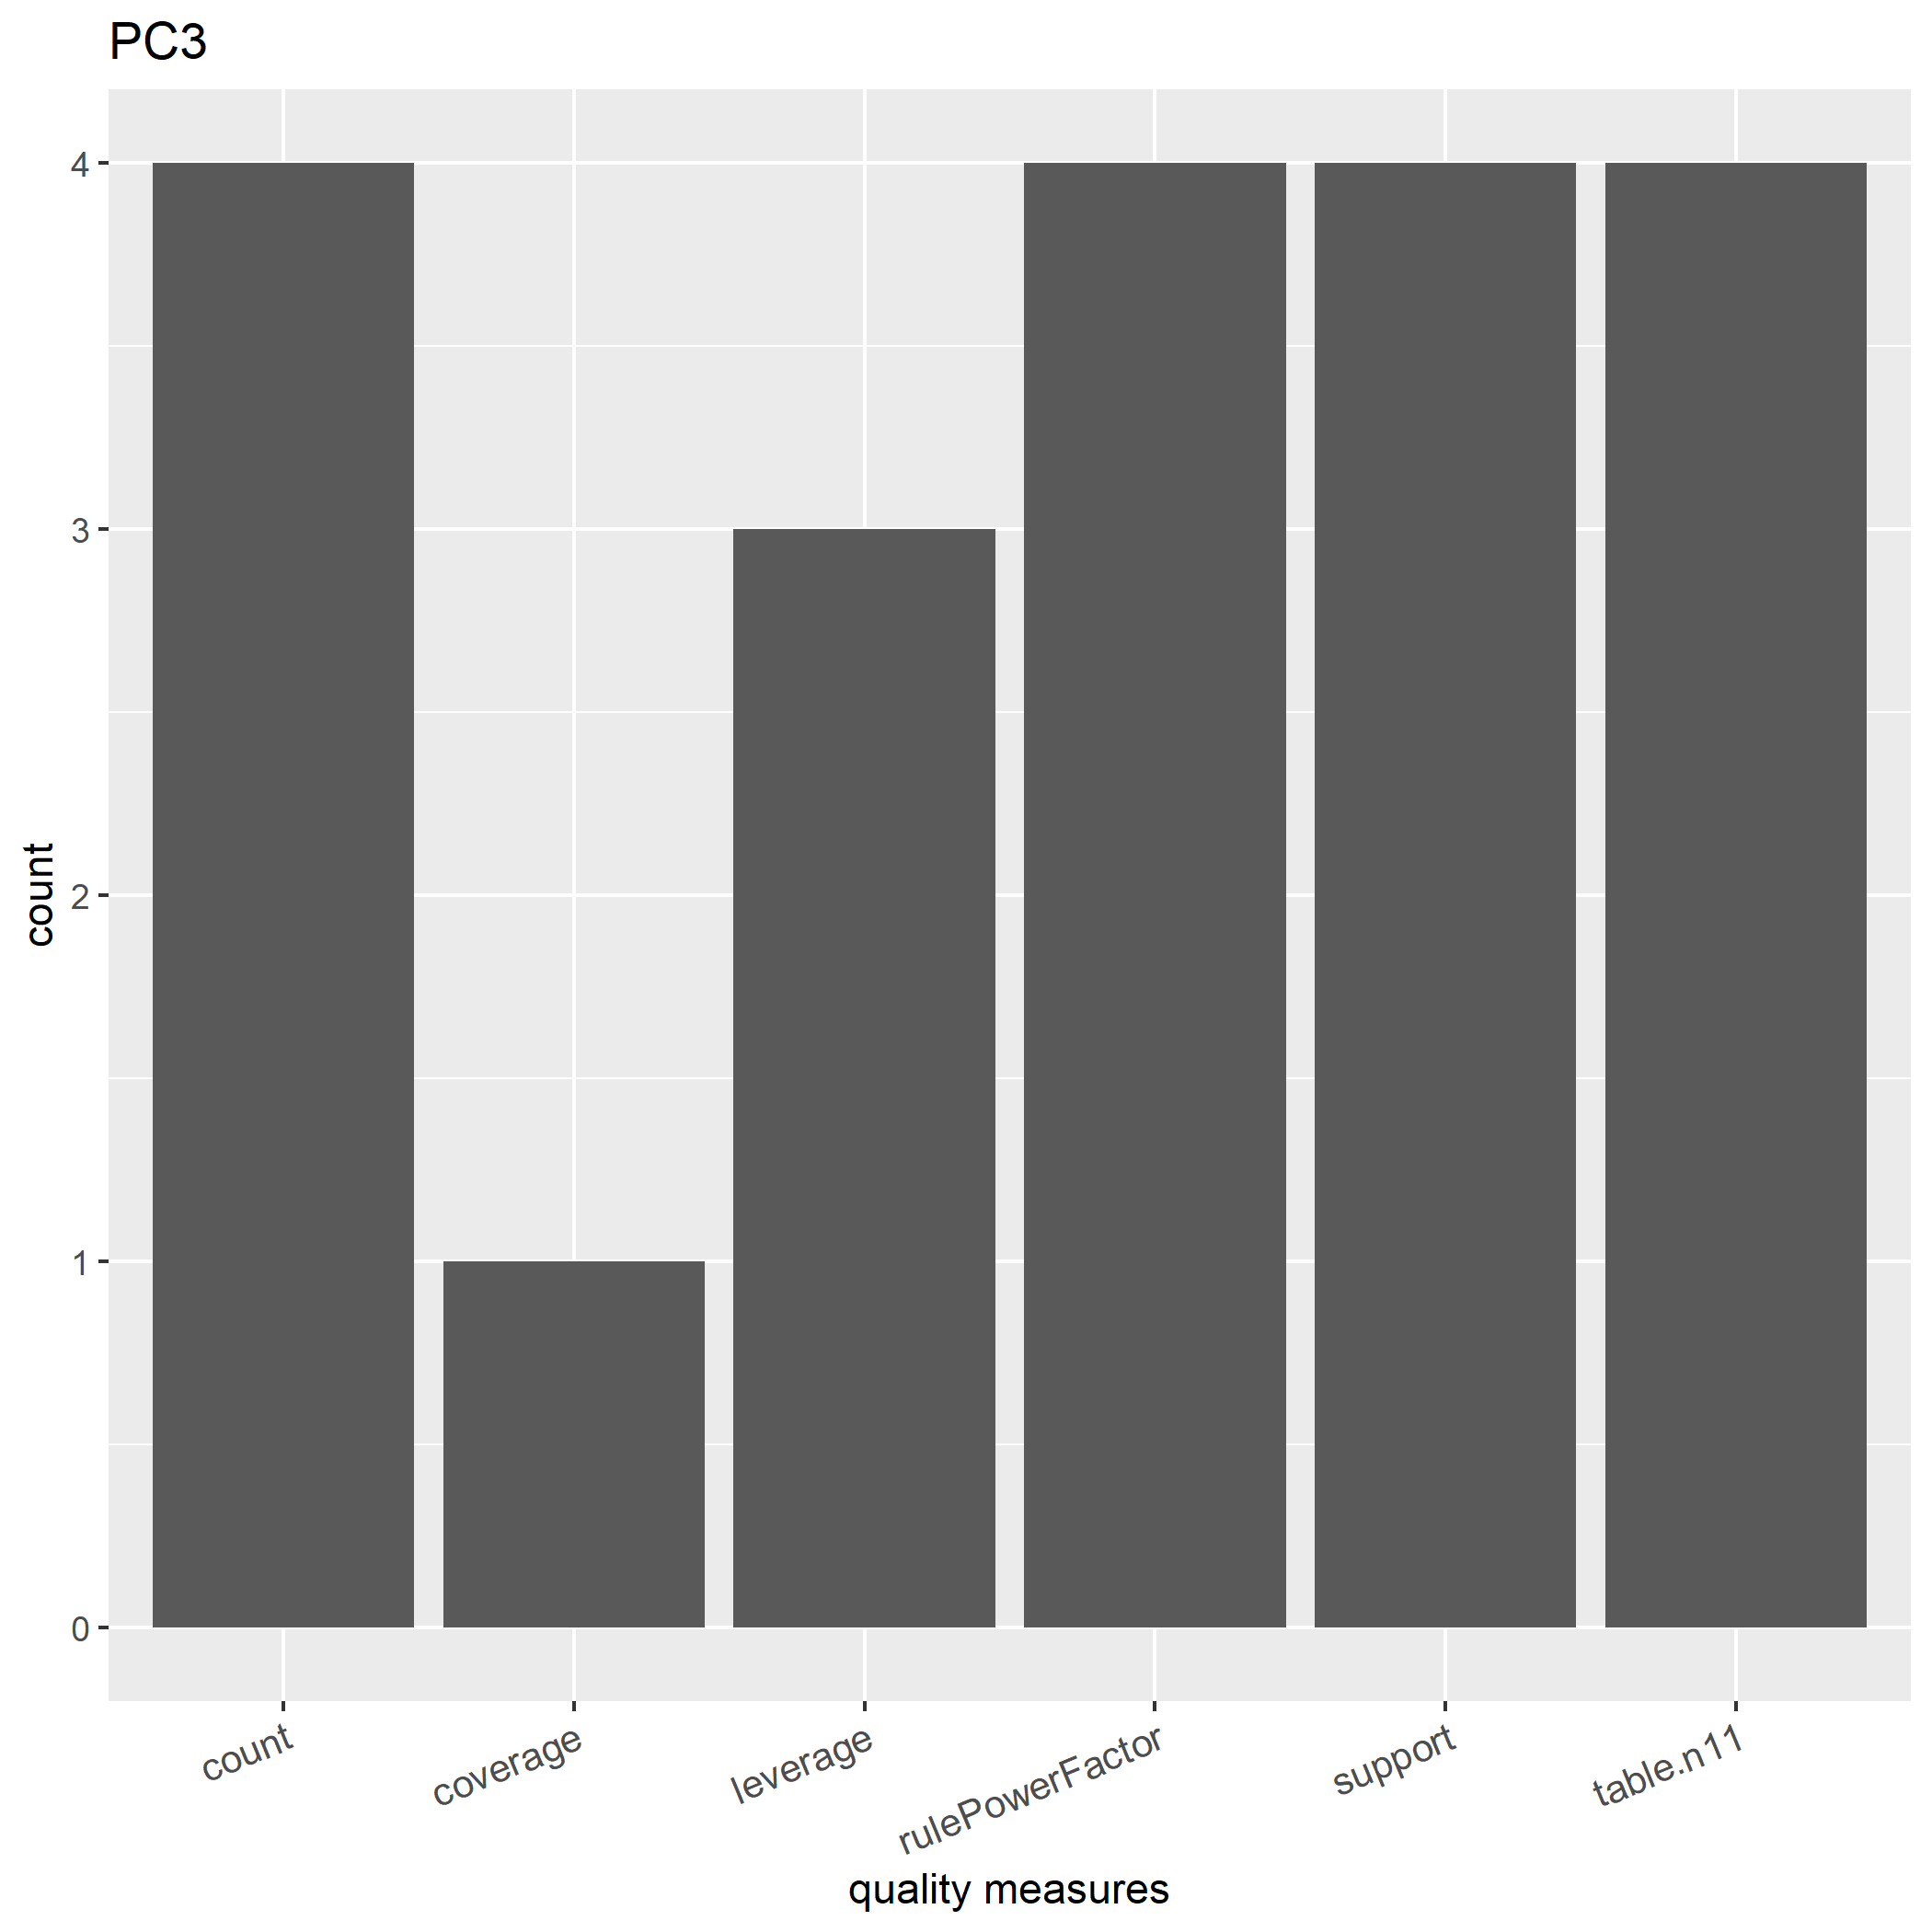 PC3
4
3
2
1
0
count
count
coverage
leverage
rulePowerFactor
support
table.n11
quality measures